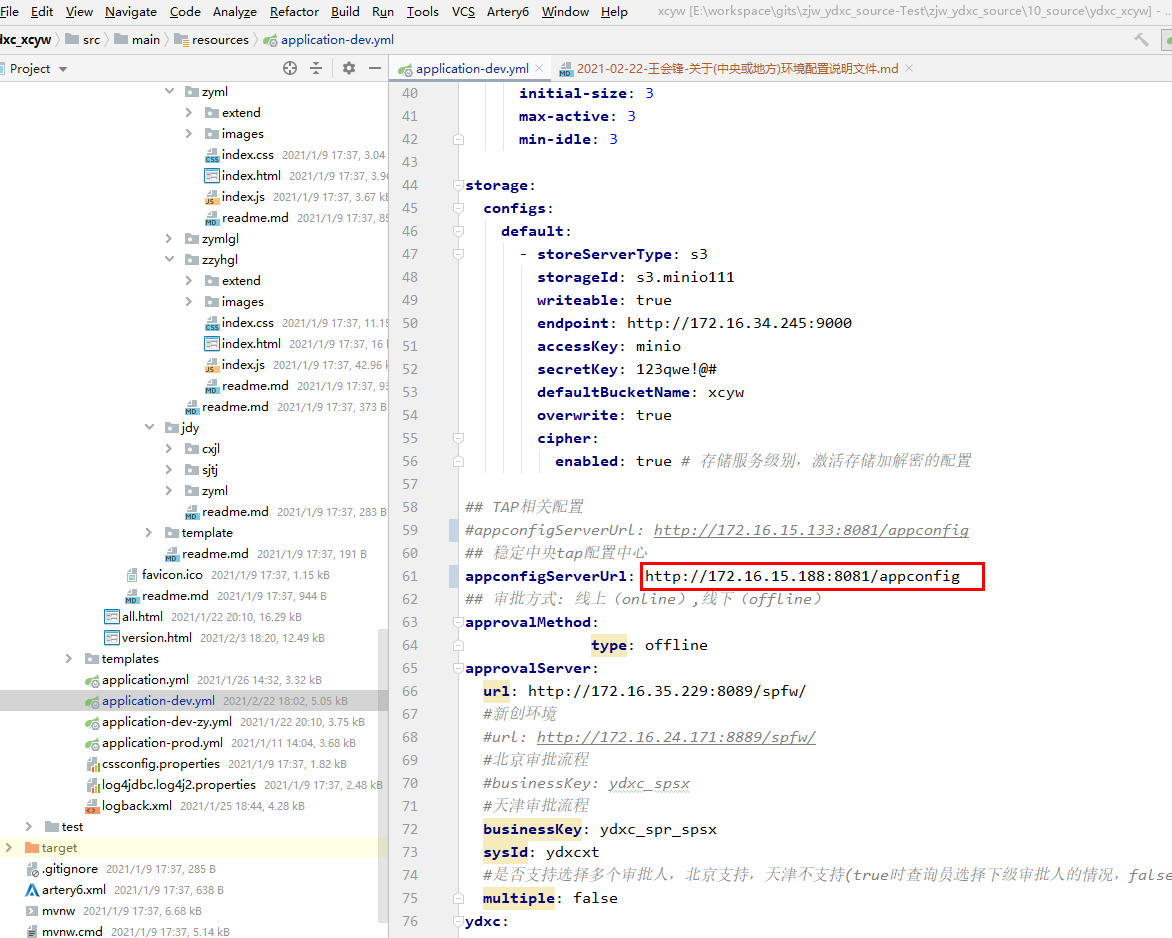 File Edit View Navigate Code Analyze Refactor Build Run Tools VCS Artery6 Window Help xcyw [E:\workspace\gits\zjw_ydxc_source-Test\zjw_ydxc_source\10_source\ydxc_xcyw] - ...
dxc_xcyw src main resources application-dev.yml
Project
application-dev.yml
2021-02-22-王会锋-关于(中央或地方)环境配置说明文件.md
zyml
extend
images
index.css 2021/1/9 17:37, 3.04
index.html 2021/1/9 17:37, 3.96
index.js 2021/1/9 17:37, 3.67 kB
readme.md 2021/1/9 17:37, 85
zymlgl
zzyhgl
extend
images
index.css 2021/1/9 17:37, 11.15
index.html 2021/1/9 17:37, 16
index.js 2021/1/9 17:37, 42.96
readme.md 2021/1/9 17:37, 93
readme.md 2021/1/9 17:37, 373 B
jdy
cxjl
sjtj
zyml
readme.md 2021/1/9 17:37, 283 B
template
readme.md 2021/1/9 17:37, 191 B
favicon.ico 2021/1/9 17:37, 1.15 kB
readme.md 2021/1/9 17:37, 944 B
all.html 2021/1/22 20:10, 16.29 kB
version.html 2021/2/3 18:20, 12.49 kB
templates
application.yml 2021/1/26 14:32, 3.32 kB
application-dev.yml 2021/2/22 18:02, 5.05 kB
application-dev-zy.yml 2021/1/22 20:10, 3.75 kB
application-prod.yml 2021/1/11 14:04, 3.68 kB
cssconfig.properties 2021/1/9 17:37, 1.82 kB
log4jdbc.log4j2.properties 2021/1/9 17:37, 2.48 kB
logback.xml 2021/1/25 18:44, 4.28 kB
test
target
.gitignore 2021/1/9 17:37, 285 B
artery6.xml 2021/1/9 17:37, 638 B
mvnw 2021/1/9 17:37, 6.68 kB
mvnw.cmd 2021/1/9 17:37, 5.14 kB
40 initial-size: 3
41 max-active: 3
42 min-idle: 3
43
44 storage:
45 configs:
46 default:
47 - storeServerType: s3
48 storageId: s3.minio111
49 writeable: true
50 endpoint: http://172.16.34.245:9000
51 accessKey: minio
52 secretKey: 123qwe!@#
53 defaultBucketName: xcyw
54 overwrite: true
55 cipher:
56 enabled: true # 存储服务级别，激活存储加解密的配置
57
58 ## TAP相关配置
59 #appconfigServerUrl: http://172.16.15.133:8081/appconfig
60 ## 稳定中央tap配置中心
61 appconfigServerUrl: http://172.16.15.188:8081/appconfig
62 ## 审批方式: 线上（online）,线下（offline）
63 approvalMethod:
64 type: offline
65 approvalServer:
66 url: http://172.16.35.229:8089/spfw/
67 #新创环境
68 #url: http://172.16.24.171:8889/spfw/
69 #北京审批流程
70 #businessKey: ydxc_spsx
71 #天津审批流程
72 businessKey: ydxc_spr_spsx
73 sysId: ydxcxt
74 #是否支持选择多个审批人，北京支持，天津不支持(true时查询员选择下级审批人的情况，false
75 multiple: false
76 ydxc: